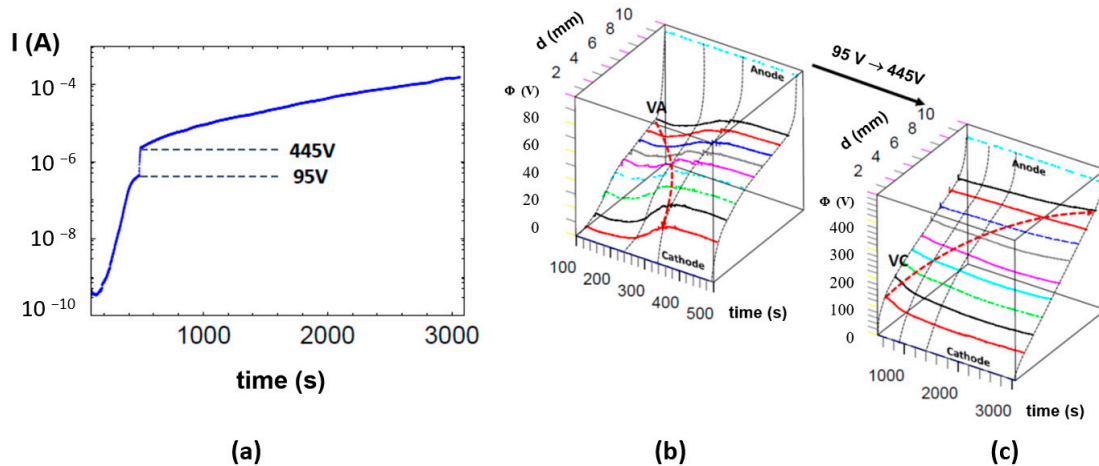 I (A)
10⁻⁴
10⁻⁶
10⁻⁸
10⁻¹⁰
445V
95V
1000
2000
3000
time (s)
(a)
d (mm)
10
8
6
4
2
Φ (V)
80
60
40
20
0
VA
Anode
Cathode
100
200
300
400
500
time (s)
(b)
95 V → 445V
d (mm)
10
8
6
4
2
Φ (V)
400
300
200
100
0
VC
Anode
Cathode
1000
2000
3000
time (s)
(c)